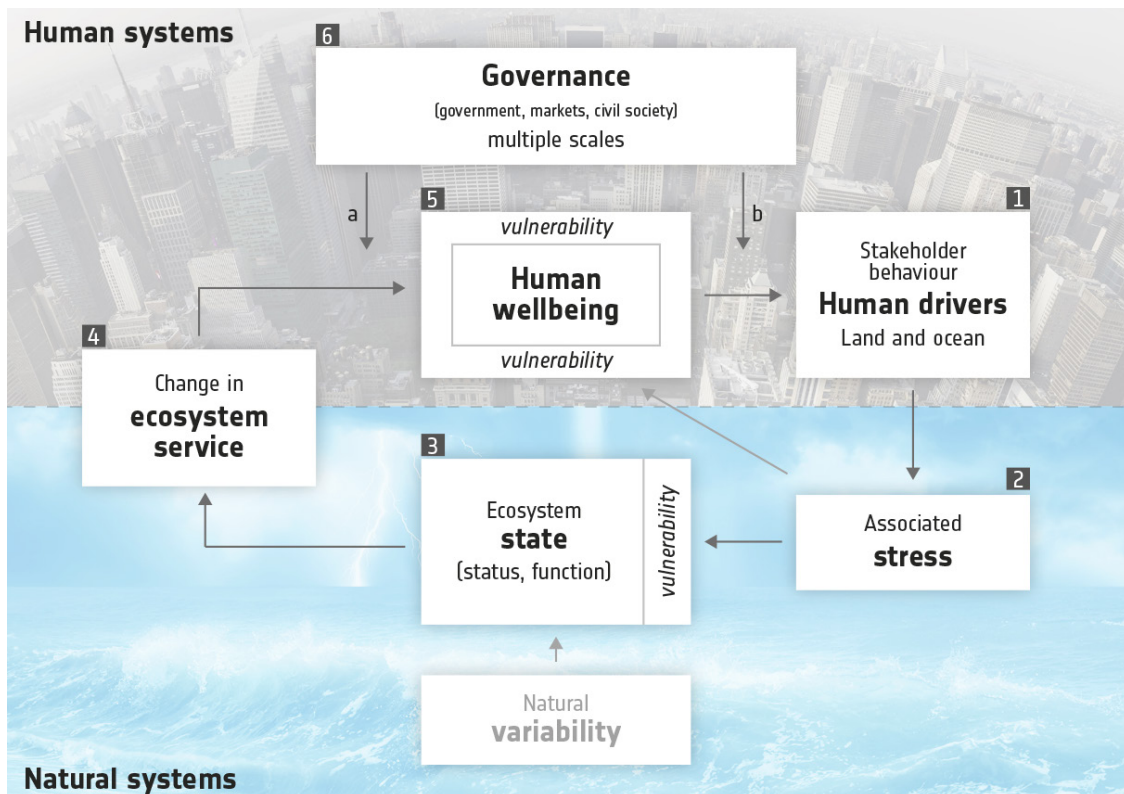 Human systems
6
Governance
(government, markets, civil society)
multiple scales
a
b
5
vulnerability
Human
wellbeing
vulnerability
1
Stakeholder
behaviour
Human drivers
Land and ocean
4
Change in
ecosystem
service
3
Ecosystem
state
(status, function)
vulnerability
2
Associated
stress
Natural
variability
Natural systems